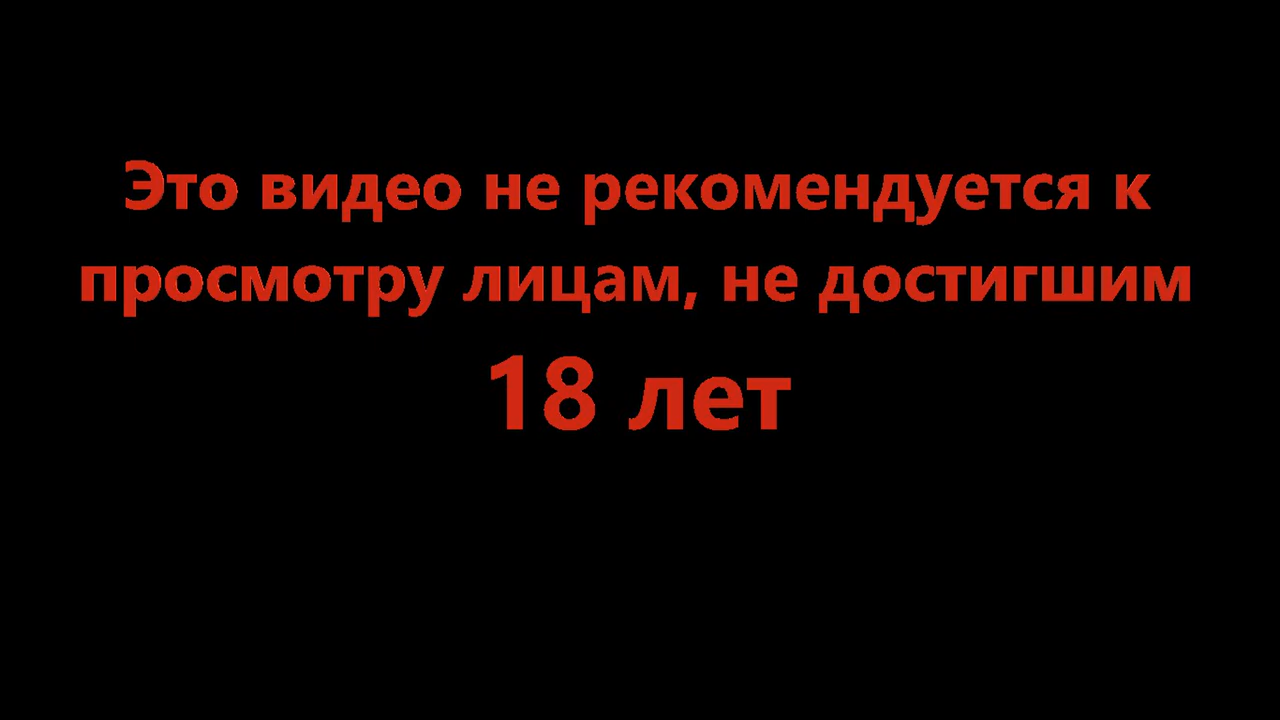 Это видео не рекомендуется к
просмотру лицам, не достигшим
18 лет